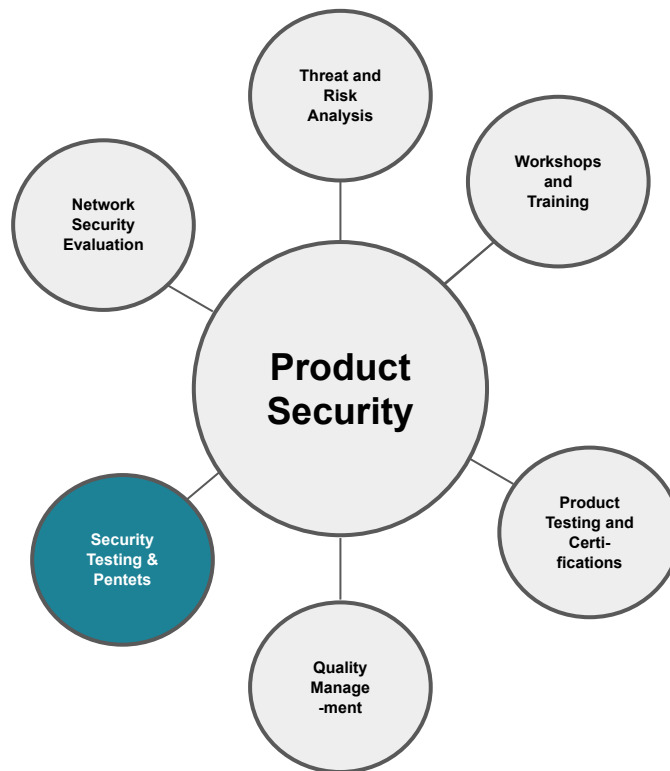 Threat and
Risk
Analysis
Workshops
and
Training
Network
Security
Evaluation
Product
Security
Product
Testing and
Certi-
fications
Security
Testing &
Pentets
Quality
Manage
-ment